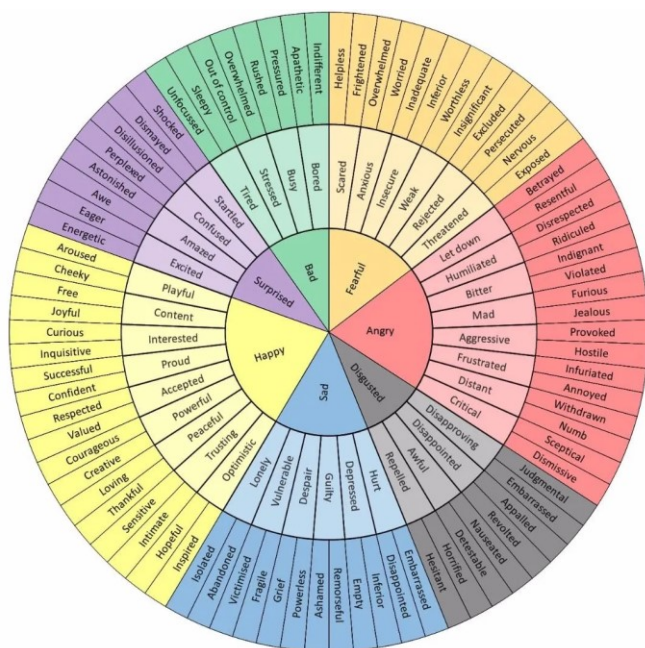 Bad
Fearful
Angry
Disgusted
Sad
Happy
Surprised
Tired
Stressed
Busy
Bored
Scared
Anxious
Insecure
Weak
Rejected
Threatened
Let down
Humiliated
Bitter
Mad
Aggressive
Frustrated
Distant
Critical
Disapproving
Disappointed
Awful
Repelled
Hurt
Depressed
Guilty
Despair
Vulnerable
Lonely
Optimistic
Trusting
Peaceful
Powerful
Accepted
Proud
Interested
Content
Playful
Excited
Amazed
Confused
Startled
Unfocussed
Sleepy
Out of control
Overwhelmed
Rushed
Pressured
Apathetic
Indifferent
Helpless
Frightened
Overwhelmed
Worried
Inadequate
Inferior
Worthless
Insignificant
Excluded
Persecuted
Nervous
Exposed
Betrayed
Resentful
Disrespected
Ridiculed
Indignant
Violated
Furious
Jealous
Provoked
Hostile
Infuriated
Annoyed
Withdrawn
Numb
Sceptical
Dismissive
Judgmental
Embarrassed
Appalled
Revolted
Nauseated
Detestable
Horrified
Hesitant
Embarrassed
Disappointed
Inferior
Empty
Remorseful
Ashamed
Powerless
Grief
Fragile
Victimised
Abandoned
Isolated
Inspired
Hopeful
Intimate
Sensitive
Thankful
Loving
Creative
Courageous
Valued
Respected
Confident
Successful
Inquisitive
Curious
Joyful
Free
Cheeky
Aroused
Energetic
Eager
Awe
Astonished
Perplexed
Disillusioned
Dismayed
Shocked